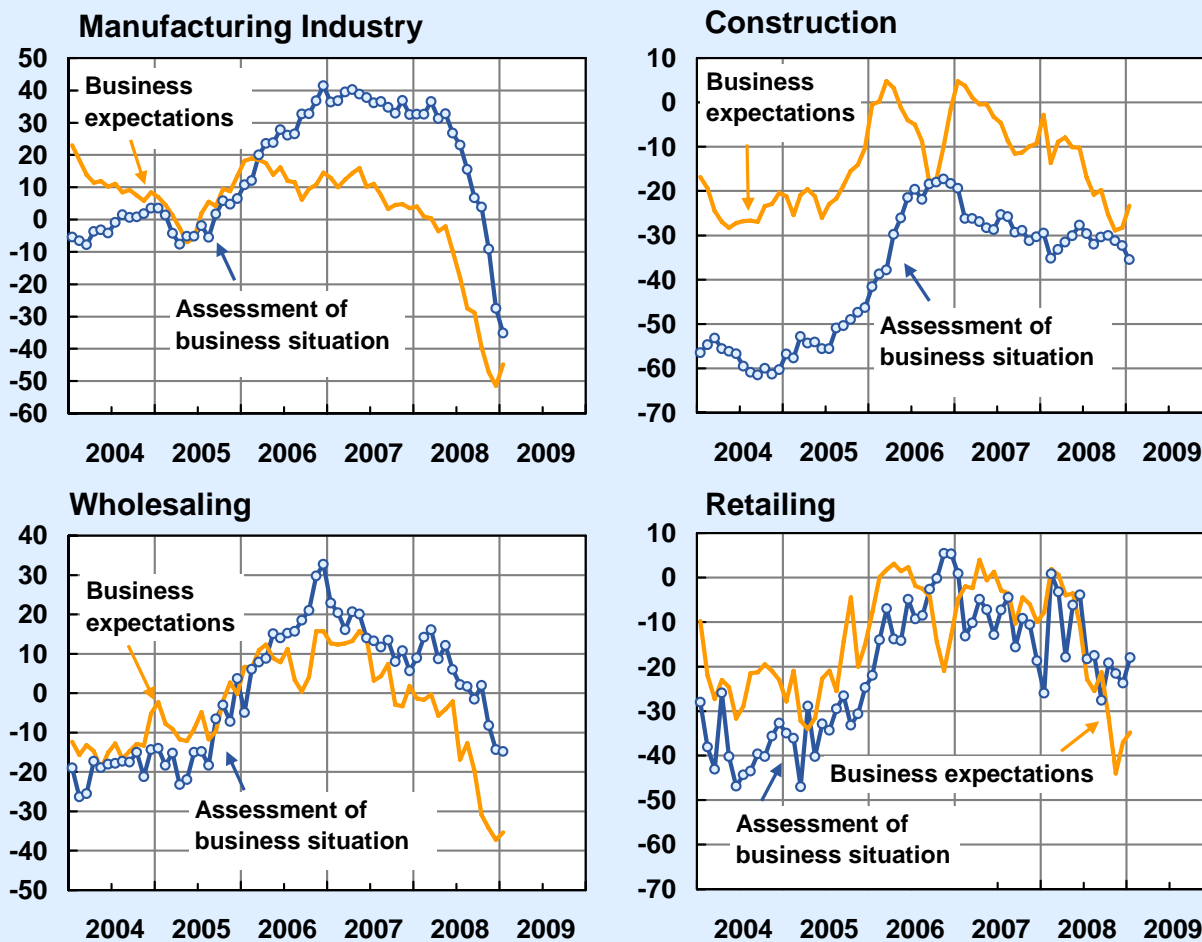 Manufacturing Industry
50
40
30
20
10
0
-10
-20
-30
-40
-50
-60
Business
expectations
Assessment of
business situation
2004 2005 2006 2007 2008 2009
Construction
10
0
-10
-20
-30
-40
-50
-60
-70
Business
expectations
Assessment of
business situation
2004 2005 2006 2007 2008 2009
Wholesaling
40
30
20
10
0
-10
-20
-30
-40
-50
Business
expectations
Assessment of
business situation
2004 2005 2006 2007 2008 2009
Retailing
10
0
-10
-20
-30
-40
-50
-60
-70
Business expectations
Assessment of
business situation
2004 2005 2006 2007 2008 2009